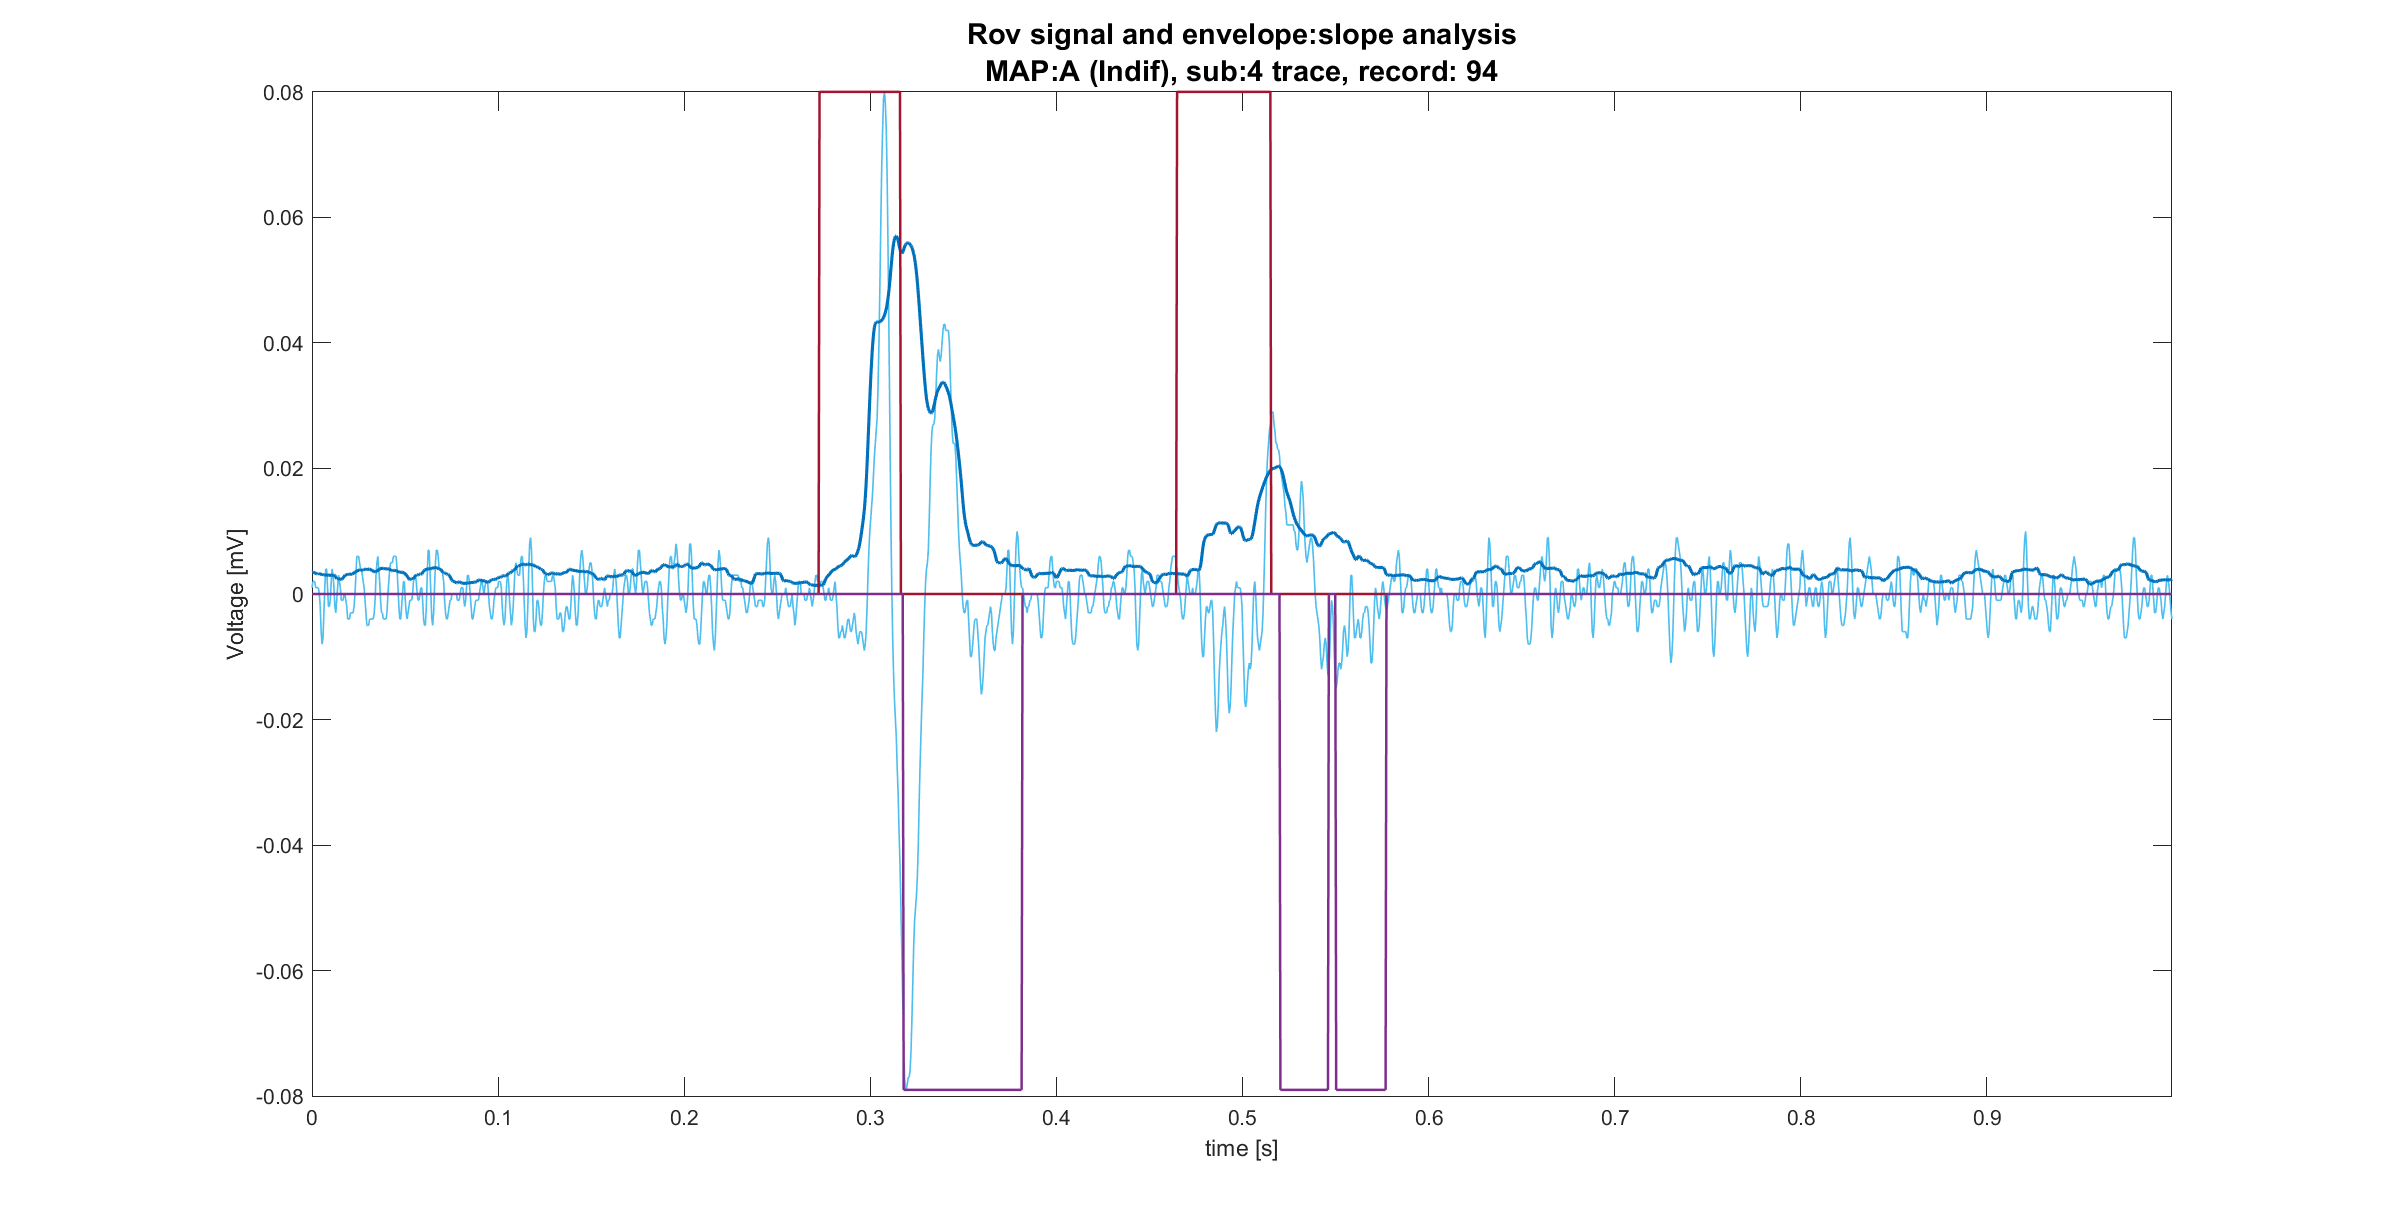 Rov signal and envelope:slope analysis
MAP:A (Indif), sub:4 trace, record: 94
0.08
0.06
0.04
0.02
0
-0.02
-0.04
-0.06
-0.08
Voltage [mV]
0 0.1 0.2 0.3 0.4 0.5 0.6 0.7 0.8 0.9
time [s]